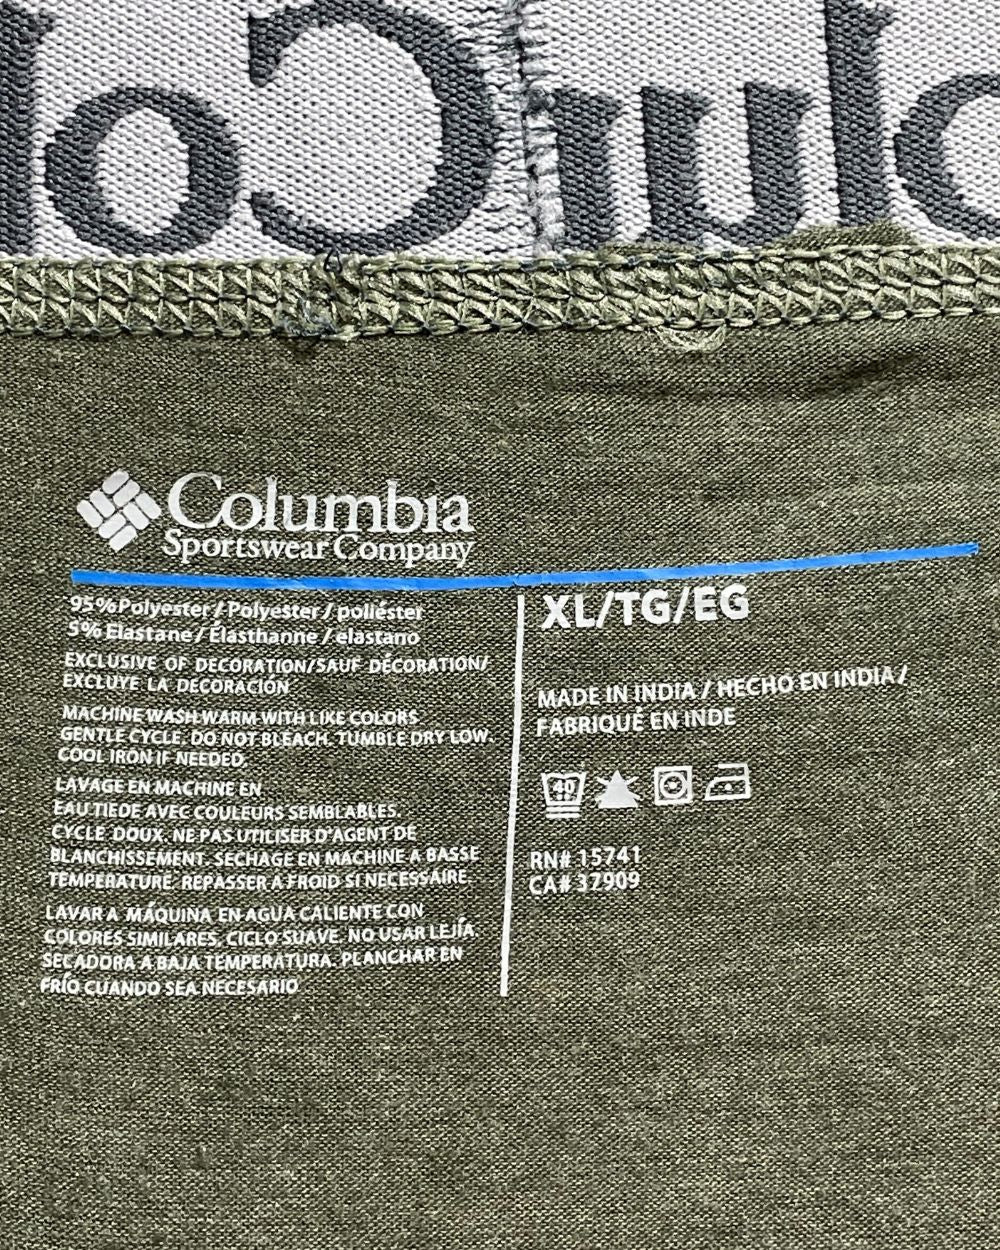 Columbia
Sportswear Company
95% Polyester / Polyester / poliéster
5% Elastane / Élasthanne / elastano
EXCLUSIVE OF DECORATION/SAUF DÉCORATION/
EXCLUYE LA DECORACIÓN
MACHINE WASH WARM WITH LIKE COLORS
GENTLE CYCLE. DO NOT BLEACH. TUMBLE DRY LOW.
COOL IRON IF NEEDED.
LAVAGE EN MACHINE EN
EAU TIEDE AVEC COULEURS SEMBLABLES.
CYCLE DOUX. NE PAS UTILISER D'AGENT DE
BLANCHISSEMENT. SECHAGE EN MACHINE A BASSE
TEMPERATURE. REPASSER A FROID SI NECESSAIRE.
LAVAR A MÁQUINA EN AGUA CALIENTE CON
COLORES SIMILARES. CICLO SUAVE. NO USAR LEJÍA.
SECADORA A BAJA TEMPERATURA. PLANCHAR EN
FRÍO CUANDO SEA NECESARIO
XL/TG/EG
MADE IN INDIA / HECHO EN INDIA /
FABRIQUÉ EN INDE
40
RN# 15741
CA# 37909